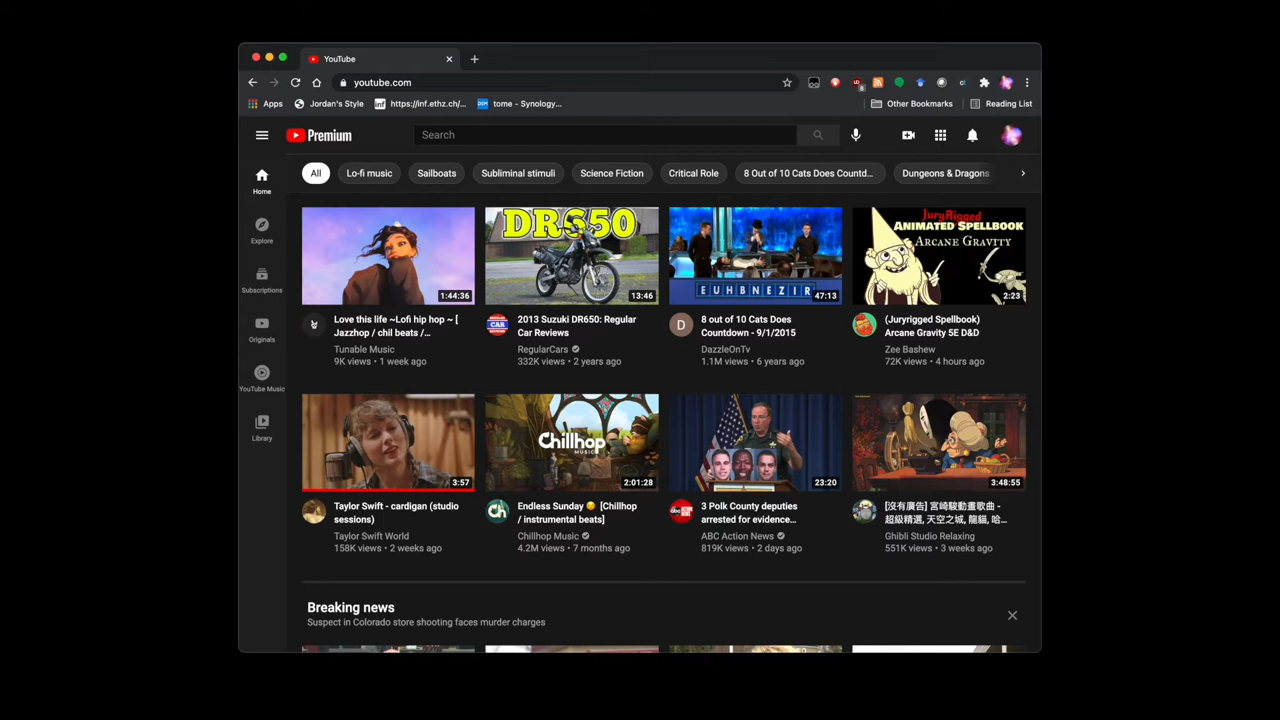 YouTube
youtube.com
Apps
Jordan's Style
https://inf.ethz.ch/...
tome - Synology...
Other Bookmarks
Reading List
Premium
Search
All
Lo-fi music
Sailboats
Subliminal stimuli
Science Fiction
Critical Role
8 Out of 10 Cats Does Countd...
Dungeons & Dragons
Home
Explore
Subscriptions
Originals
YouTube Music
Library
1:44:36
DR650
13:46
EUHBNEZIR
47:13
JuryRigged
ANIMATED SPELLBOOK
ARCANE GRAVITY
2:23
Love this life ~Lofi hip hop ~ [
Jazzhop / chil beats /...
Tunable Music
9K views • 1 week ago
REGULAR
CAR
REVIEWS
2013 Suzuki DR650: Regular
Car Reviews
RegularCars
332K views • 2 years ago
D
8 out of 10 Cats Does
Countdown - 9/1/2015
DazzleOnTv
1.1M views • 6 years ago
(Juryrigged Spellbook)
Arcane Gravity 5E D&D
Zee Bashew
72K views • 4 hours ago
3:57
Chillhop
MUSIC
2:01:28
23:20
3:48:55
Taylor Swift - cardigan (studio
sessions)
Taylor Swift World
158K views • 2 weeks ago
Ch
Endless Sunday 😌 [Chillhop
/ instrumental beats]
Chillhop Music
4.2M views • 7 months ago
3 Polk County deputies
arrested for evidence...
ABC Action News
819K views • 2 days ago
[沒有廣告] 宮崎駿動畫歌曲 -
超級精選, 天空之城, 龍貓, 哈...
Ghibli Studio Relaxing
551K views • 3 weeks ago
Breaking news
Suspect in Colorado store shooting faces murder charges